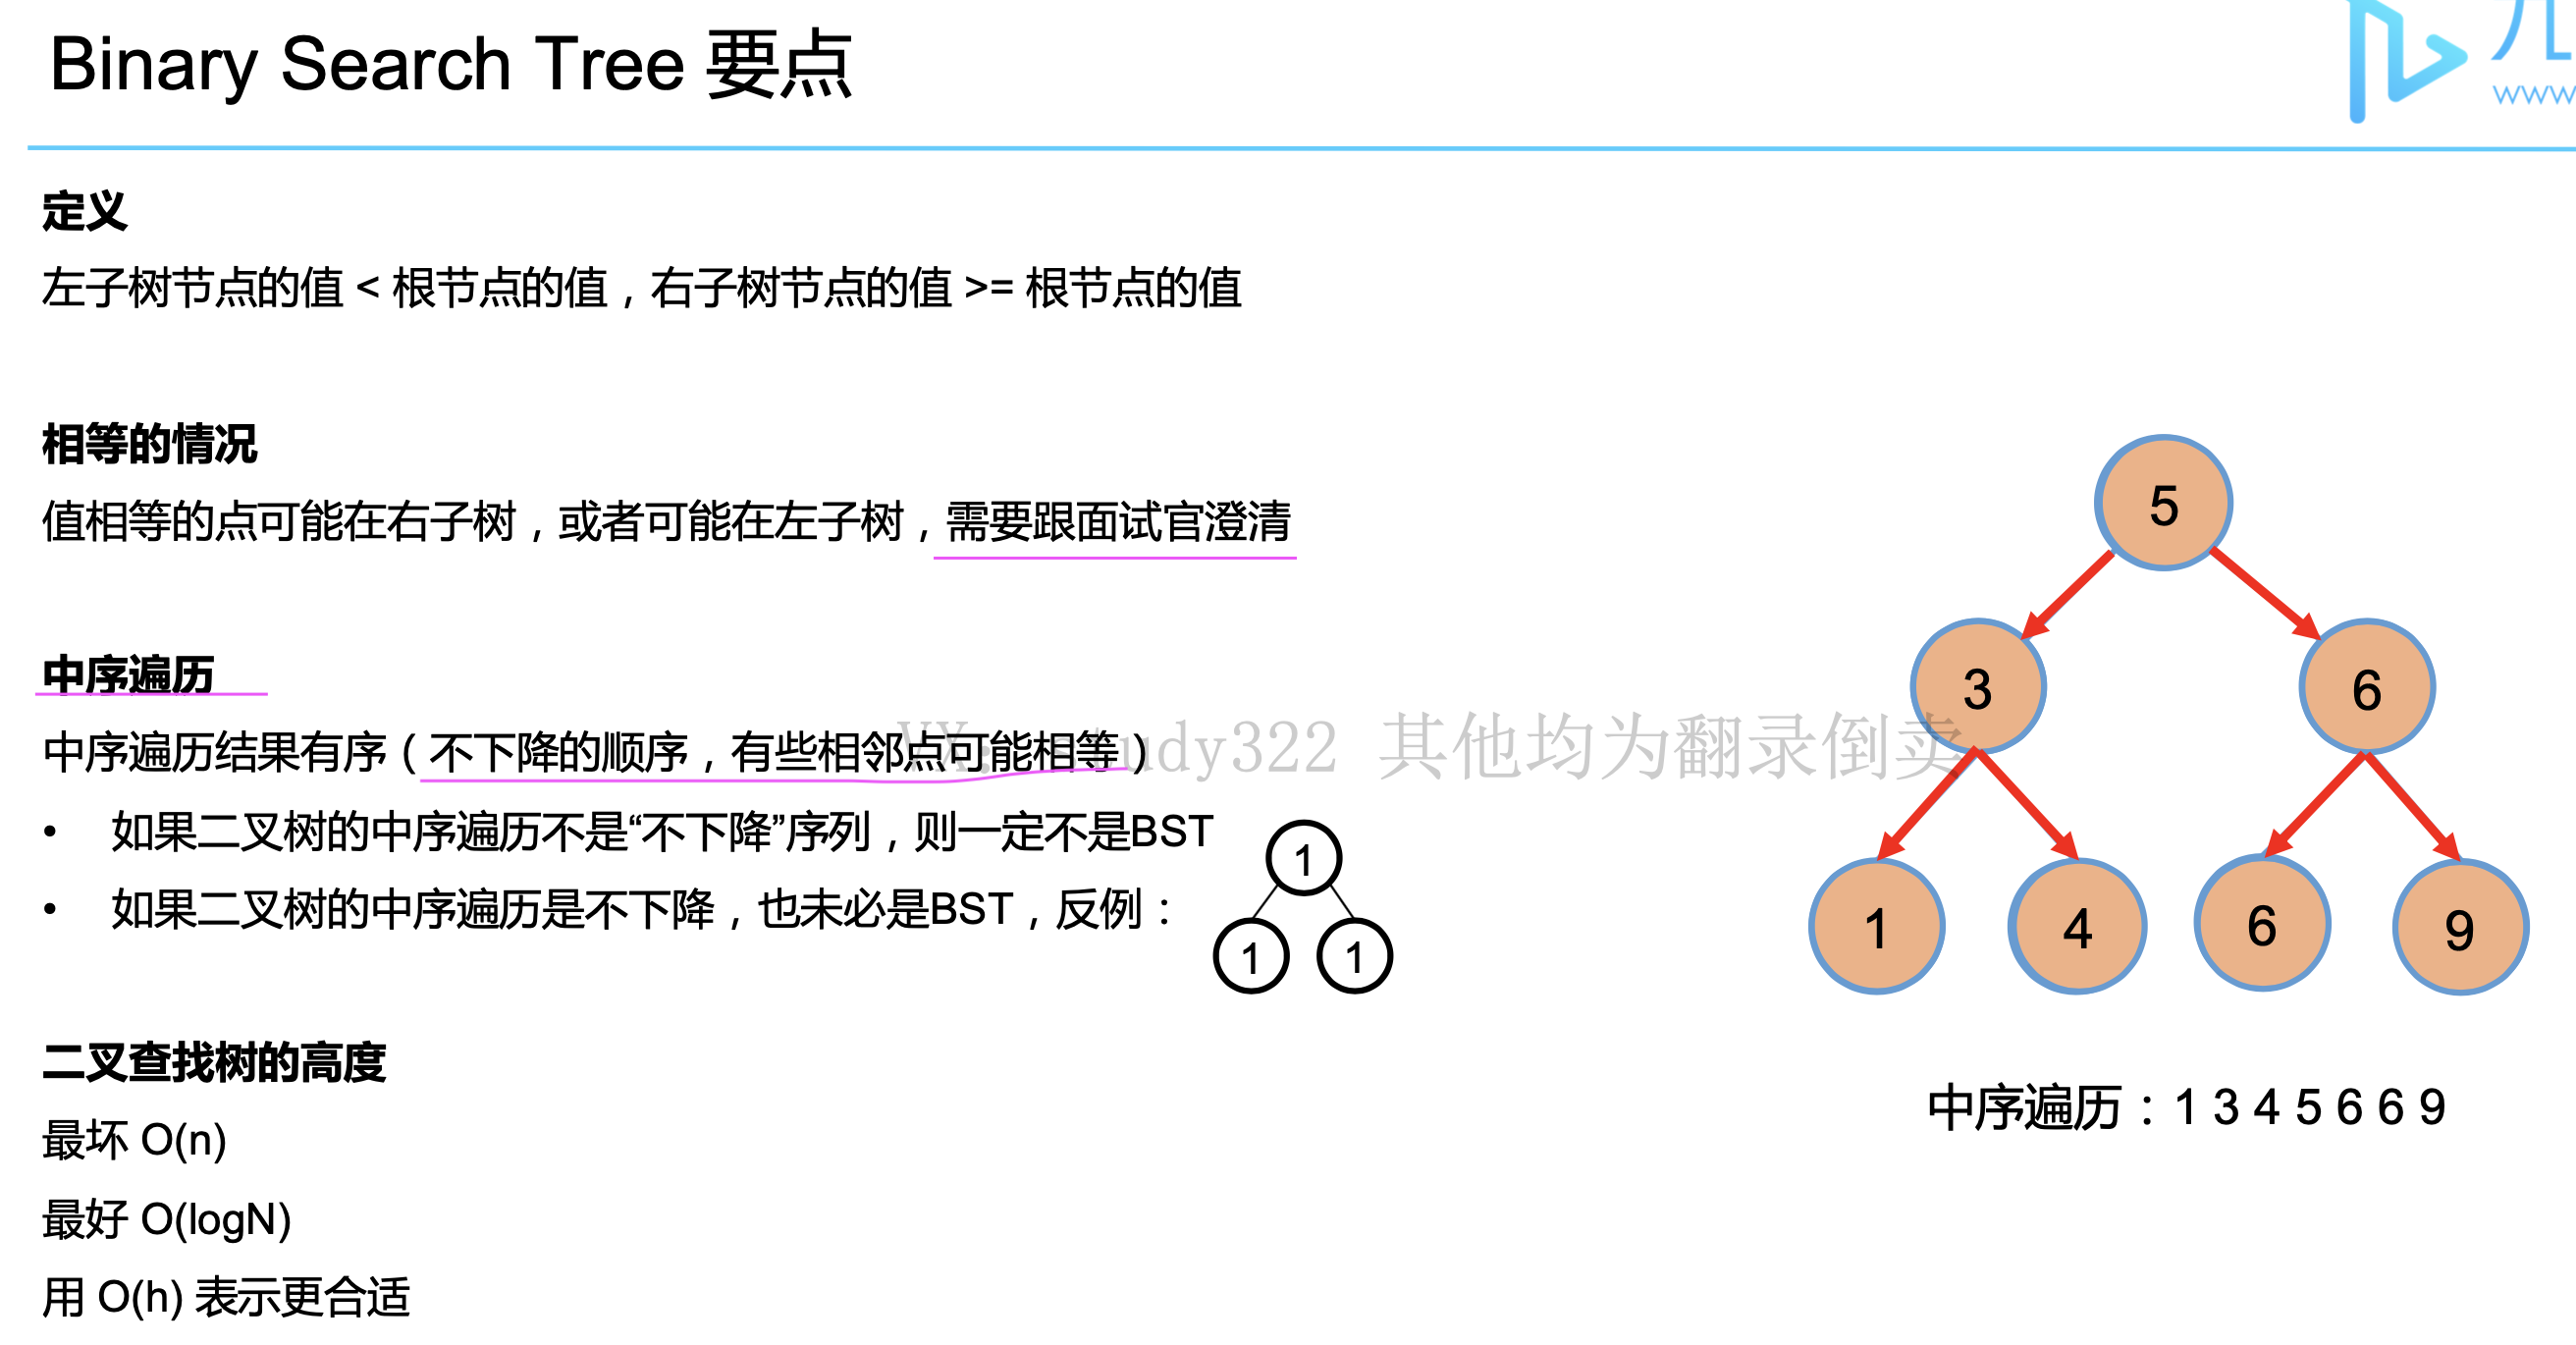 Binary Search Tree 要点
定义
左子树节点的值 < 根节点的值，右子树节点的值 >= 根节点的值
相等的情况
值相等的点可能在右子树，或者可能在左子树，需要跟面试官澄清
中序遍历
中序遍历结果有序（不下降的顺序，有些相邻点可能相等）
• 如果二叉树的中序遍历不是“不下降”序列，则一定不是BST
• 如果二叉树的中序遍历是不下降，也未必是BST，反例：
1
1 1
二叉查找树的高度
最坏 O(n)
最好 O(logN)
用 O(h) 表示更合适
5
3 6
1 4 6 9
中序遍历：1 3 4 5 6 6 9
VX: study322 其他均为翻录倒卖
www